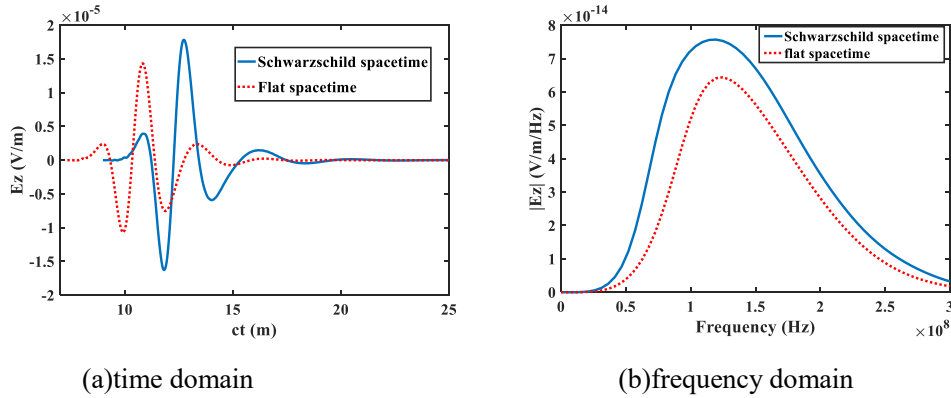 ×10⁻⁵
2
1.5
1
0.5
0
-0.5
-1
-1.5
-2
10 15 20 25
ct (m)
Ez (V/m)
Schwarzschild spacetime
Flat spacetime
(a)time domain
×10⁻¹⁴
8
7
6
5
4
3
2
1
0
0 0.5 1 1.5 2 2.5 3
Frequency (Hz)
×10⁸
|Ez| (V/m/Hz)
Schwarzschild spacetime
flat spacetime
(b)frequency domain